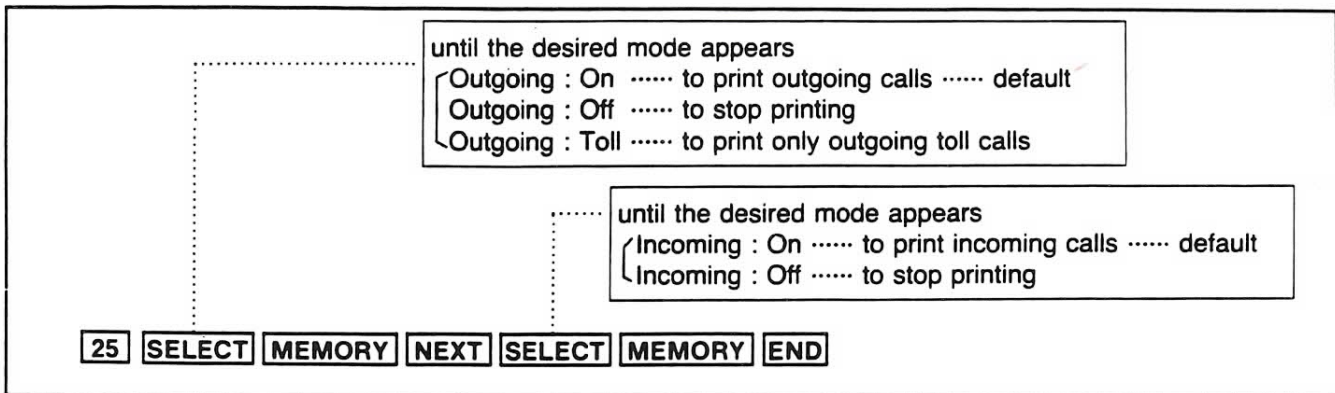 until the desired mode appears
Outgoing : On ······ to print outgoing calls ······ default
Outgoing : Off ······ to stop printing
Outgoing : Toll ······ to print only outgoing toll calls
until the desired mode appears
Incoming : On ······ to print incoming calls ······ default
Incoming : Off ······ to stop printing
25 SELECT MEMORY NEXT SELECT MEMORY END